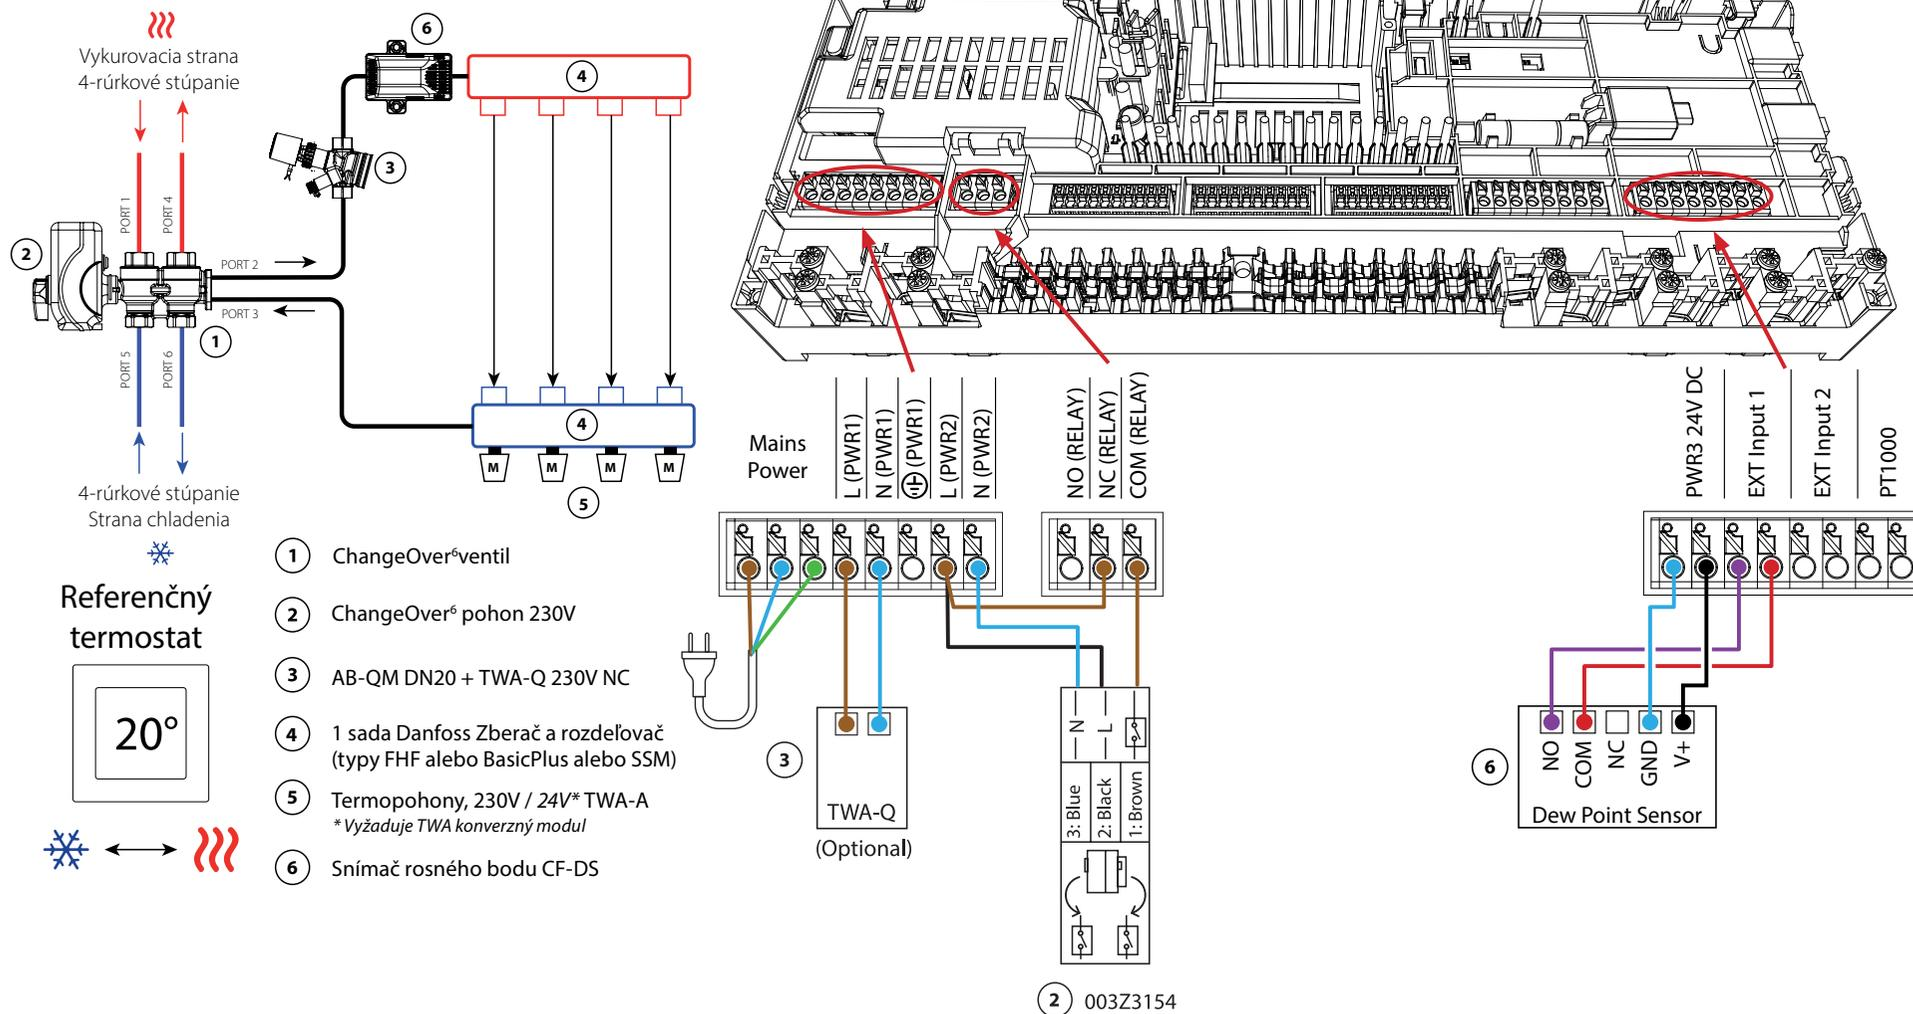 6
Vykurovacia strana
4-rúrkové stúpanie
4
3
PORT 1
PORT 4
2
PORT 2
PORT 3
1
PORT 5
PORT 6
4
M
M
M
M
5
4-rúrkové stúpanie
Strana chladenia
Referenčný
termostat
20°
1 ChangeOver⁶ventil
2 ChangeOver⁶ pohon 230V
3 AB-QM DN20 + TWA-Q 230V NC
4 1 sada Danfoss Zberač a rozdeľovač
(typy FHF alebo BasicPlus alebo SSM)
5 Termopohony, 230V / 24V* TWA-A
* Vyžaduje TWA konverzný modul
6 Snímač rosného bodu CF-DS
Mains
Power
L (PWR1)
N (PWR1)
(PWR1)
L (PWR2)
N (PWR2)
NO (RELAY)
NC (RELAY)
COM (RELAY)
PWR3 24V DC
EXT Input 1
EXT Input 2
PT1000
3
TWA-Q
(Optional)
N
L
3: Blue
2: Black
1: Brown
2 003Z3154
6
NO
COM
NC
GND
V+
Dew Point Sensor